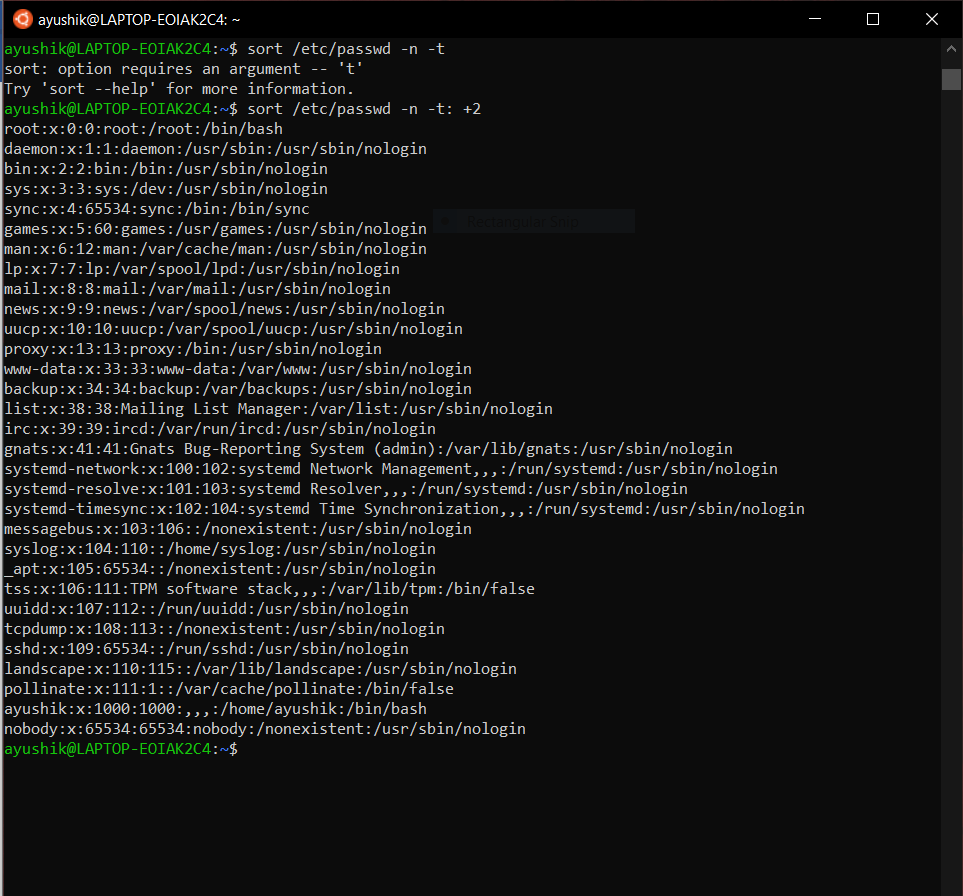 ayushik@LAPTOP-EOIAK2C4: ~
ayushik@LAPTOP-EOIAK2C4:~$ sort /etc/passwd -n -t
sort: option requires an argument -- 't'
Try 'sort --help' for more information.
ayushik@LAPTOP-EOIAK2C4:~$ sort /etc/passwd -n -t: +2
root:x:0:0:root:/root:/bin/bash
daemon:x:1:1:daemon:/usr/sbin:/usr/sbin/nologin
bin:x:2:2:bin:/bin:/usr/sbin/nologin
sys:x:3:3:sys:/dev:/usr/sbin/nologin
sync:x:4:65534:sync:/bin:/bin/sync
Rectangular Snip
games:x:5:60:games:/usr/games:/usr/sbin/nologin
man:x:6:12:man:/var/cache/man:/usr/sbin/nologin
lp:x:7:7:lp:/var/spool/lpd:/usr/sbin/nologin
mail:x:8:8:mail:/var/mail:/usr/sbin/nologin
news:x:9:9:news:/var/spool/news:/usr/sbin/nologin
uucp:x:10:10:uucp:/var/spool/uucp:/usr/sbin/nologin
proxy:x:13:13:proxy:/bin:/usr/sbin/nologin
www-data:x:33:33:www-data:/var/www:/usr/sbin/nologin
backup:x:34:34:backup:/var/backups:/usr/sbin/nologin
list:x:38:38:Mailing List Manager:/var/list:/usr/sbin/nologin
irc:x:39:39:ircd:/var/run/ircd:/usr/sbin/nologin
gnats:x:41:41:Gnats Bug-Reporting System (admin):/var/lib/gnats:/usr/sbin/nologin
systemd-network:x:100:102:systemd Network Management,,,:/run/systemd:/usr/sbin/nologin
systemd-resolve:x:101:103:systemd Resolver,,,:/run/systemd:/usr/sbin/nologin
systemd-timesync:x:102:104:systemd Time Synchronization,,,:/run/systemd:/usr/sbin/nologin
messagebus:x:103:106::/nonexistent:/usr/sbin/nologin
syslog:x:104:110::/home/syslog:/usr/sbin/nologin
_apt:x:105:65534::/nonexistent:/usr/sbin/nologin
tss:x:106:111:TPM software stack,,,:/var/lib/tpm:/bin/false
uuidd:x:107:112::/run/uuidd:/usr/sbin/nologin
tcpdump:x:108:113::/nonexistent:/usr/sbin/nologin
sshd:x:109:65534::/run/sshd:/usr/sbin/nologin
landscape:x:110:115::/var/lib/landscape:/usr/sbin/nologin
pollinate:x:111:1::/var/cache/pollinate:/bin/false
ayushik:x:1000:1000:,,,:/home/ayushik:/bin/bash
nobody:x:65534:65534:nobody:/nonexistent:/usr/sbin/nologin
ayushik@LAPTOP-EOIAK2C4:~$